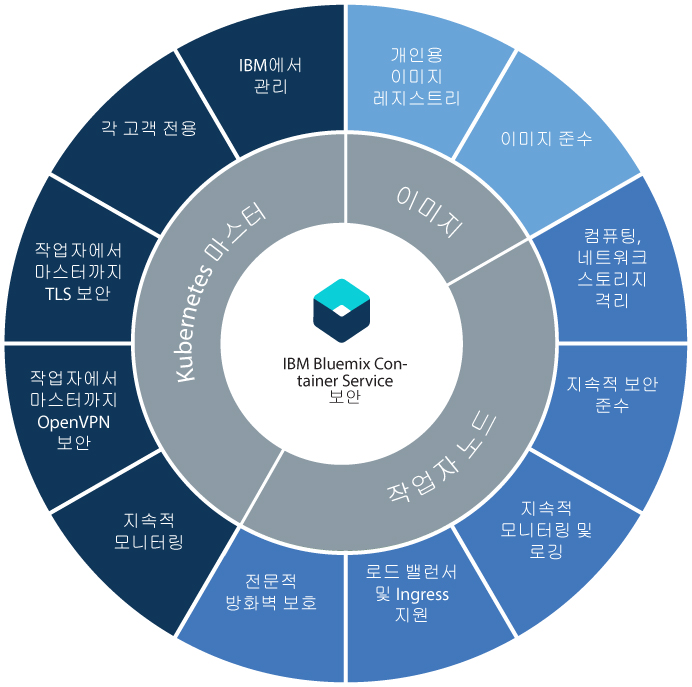 IBM에서
관리
개인용
이미지
레지스트리
각 고객 전용
이미지 준수
이미지
Kubernetes 마스터
작업자에서
마스터까지
TLS 보안
컴퓨팅,
네트워크
스토리지
격리
IBM Bluemix Con-
tainer Service
보안
작업자에서
마스터까지
OpenVPN
보안
지속적 보안
준수
작업자 노드
지속적
모니터링
지속적
모니터링 및
로깅
전문적
방화벽 보호
로드 밸런서
및 Ingress
지원